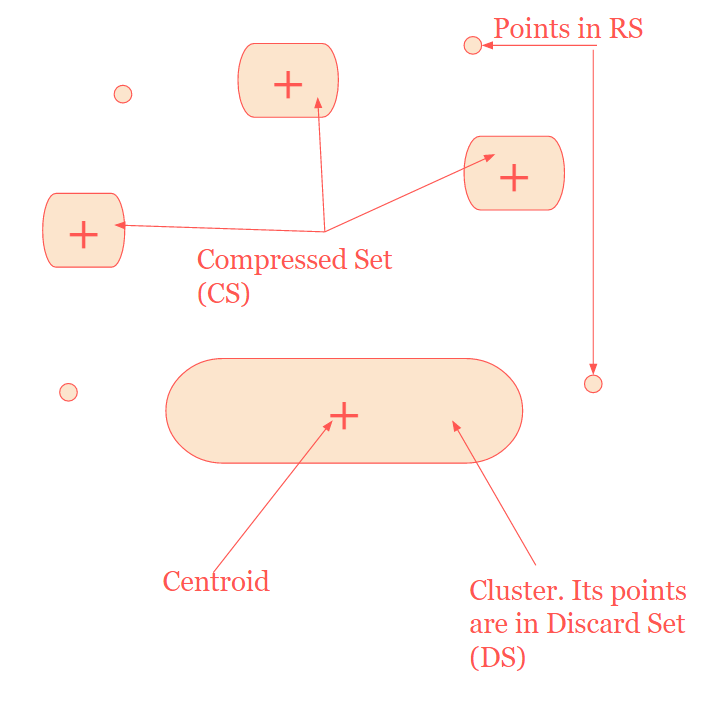 Points in RS
Compressed Set
(CS)
Centroid
Cluster. Its points
are in Discard Set
(DS)